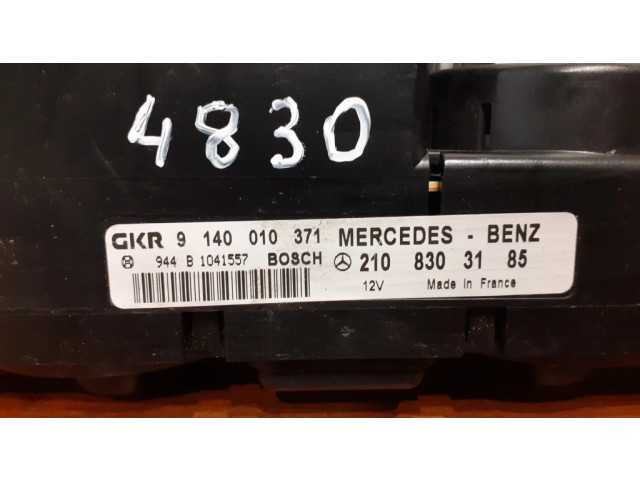 4830
GKR 9 140 010 371 MERCEDES - BENZ
944 B 1041557 BOSCH 210 830 31 85
12V Made in France